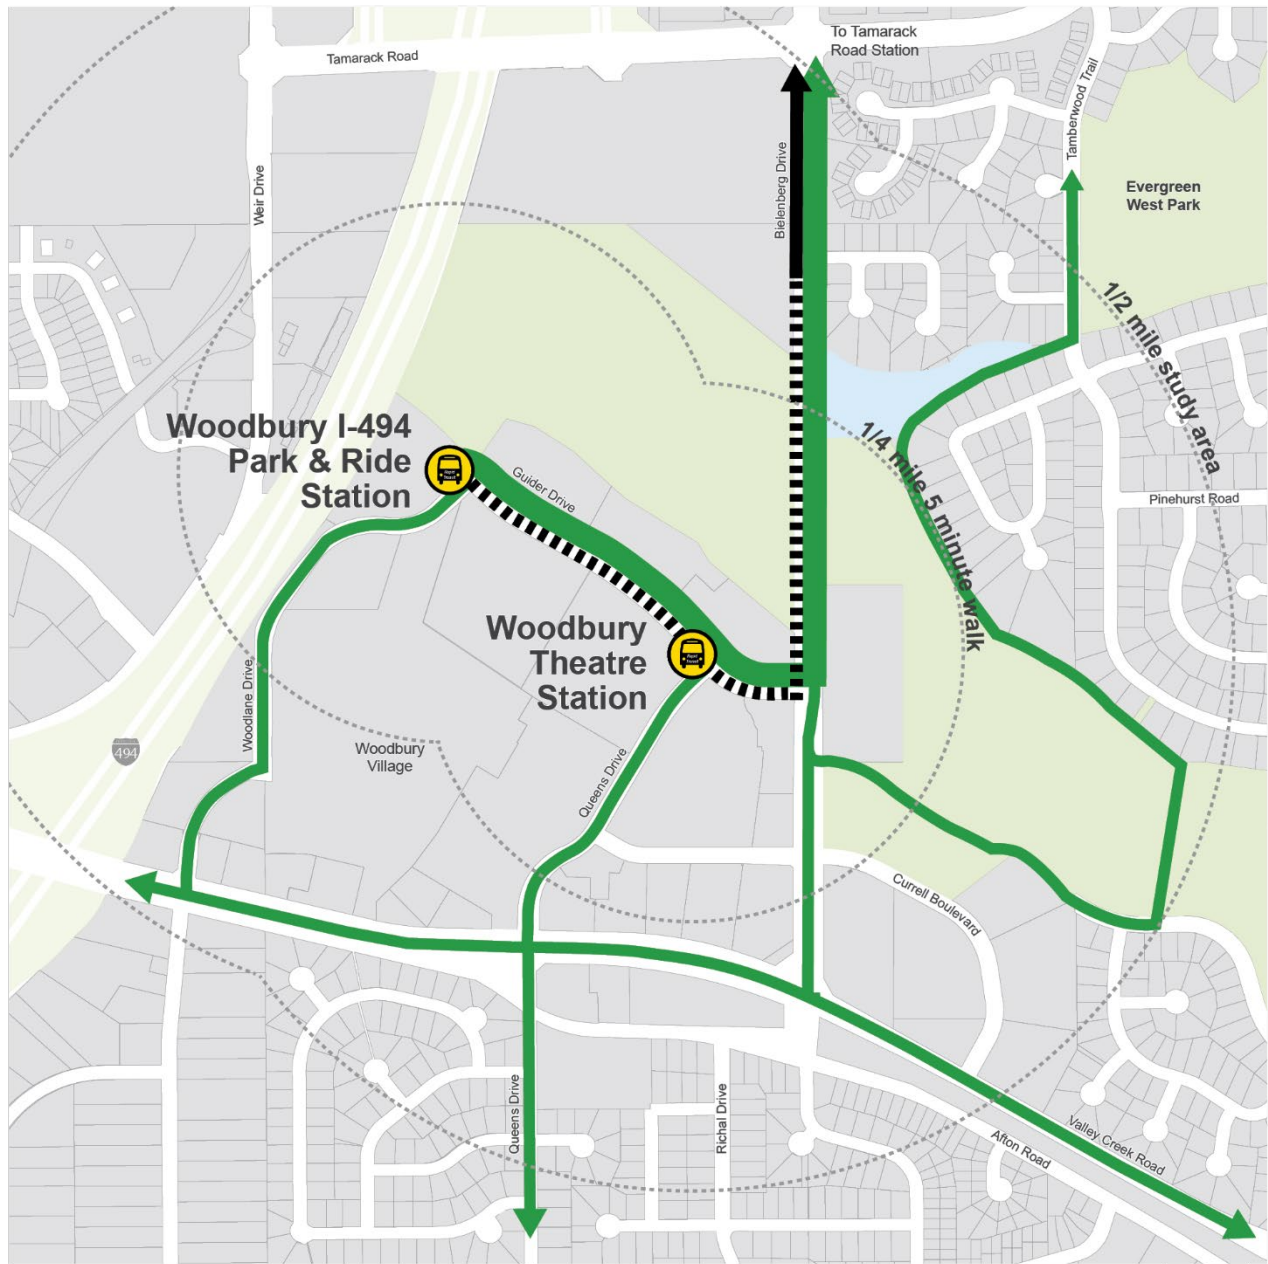 To Tamarack
Road Station
Tamarack Road
Tamberwood Trail
Weir Drive
Bielenberg Drive
Evergreen
West Park
1/2 mile study area
Woodbury I-494
Park & Ride
Station
Guider Drive
1/4 mile 5 minute walk
Pinehurst Road
Woodbury
Theatre
Station
Woodlane Drive
494
Woodbury
Village
Queens Drive
Currell Boulevard
Queens Drive
Richal Drive
Afton Road
Valley Creek Road